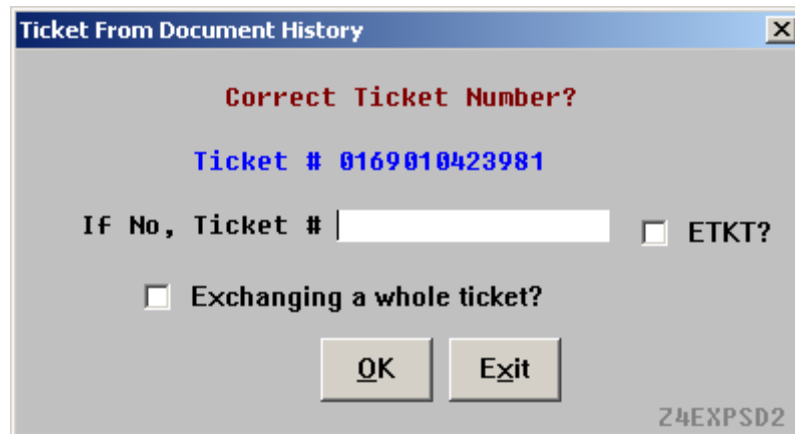 Ticket From Document History
Correct Ticket Number?
Ticket # 0169010423981
If No, Ticket # ETKT?
Exchanging a whole ticket?
OK Exit
Z4EXPSD2